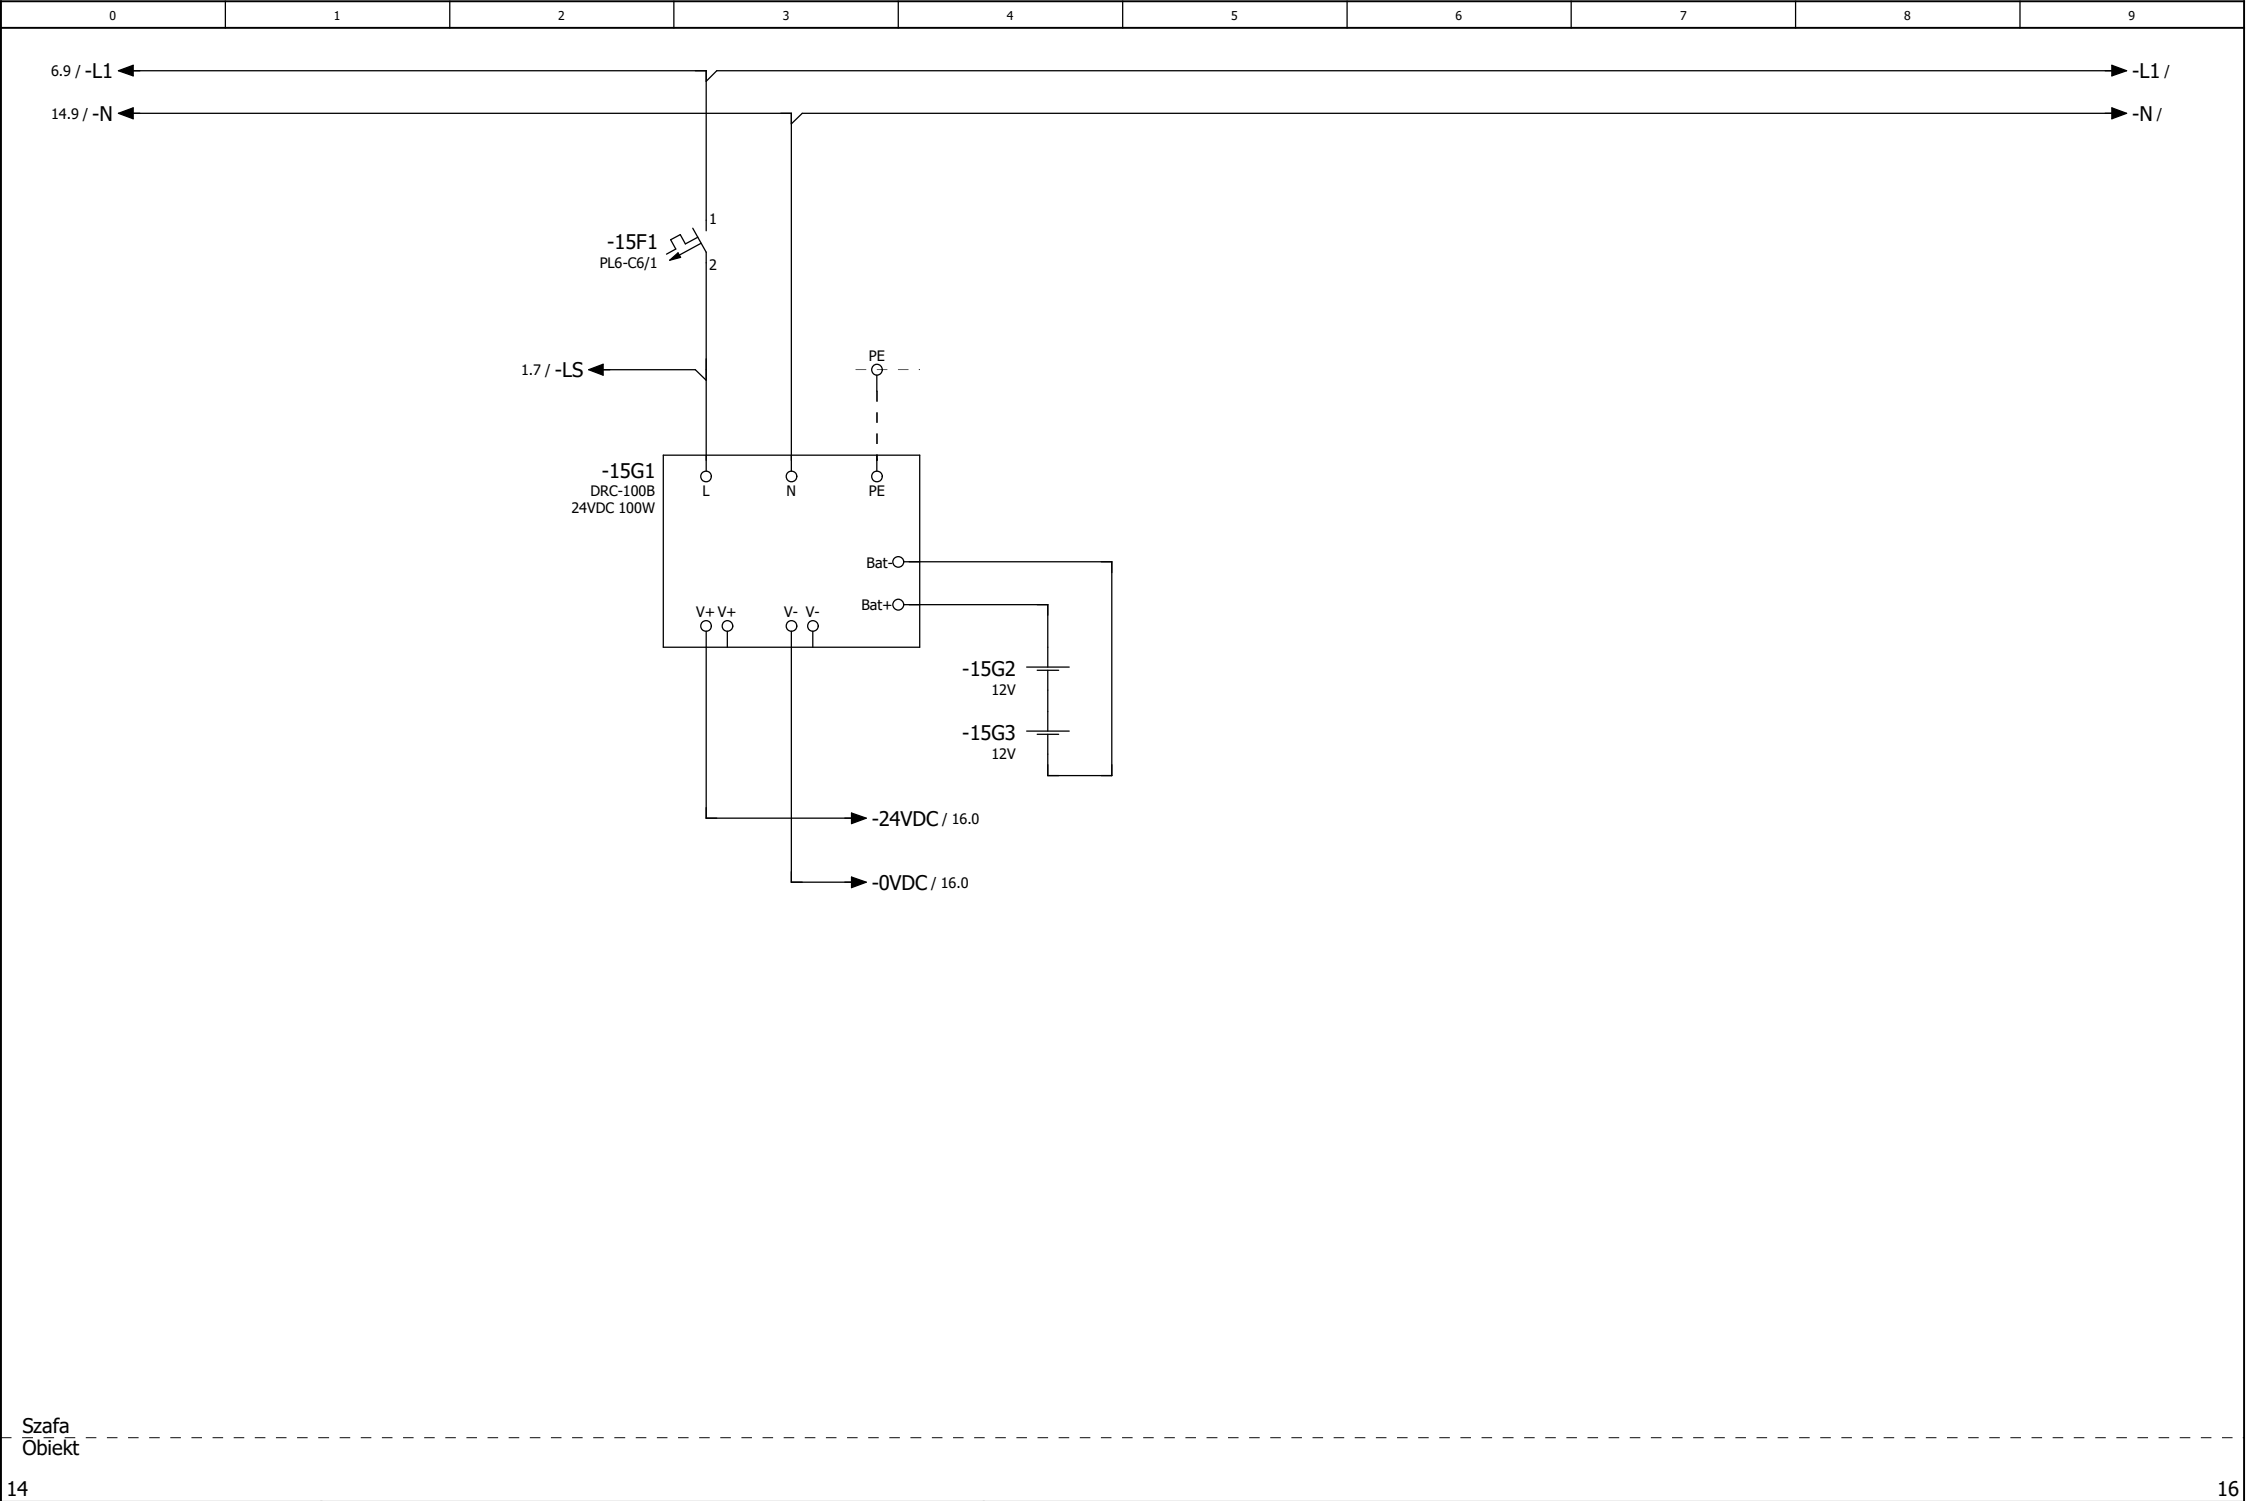 0 1 2 3 4 5 6 7 8 9
6.9 / -L1
-L1 /
14.9 / -N
-N /
1
-15F1
PL6-C6/1
2
1.7 / -LS
PE
-15G1
DRC-100B
24VDC 100W
L N PE
Bat-
Bat+
V+ V+ V- V-
-15G2
12V
-15G3
12V
-24VDC / 16.0
-0VDC / 16.0
Szafa
Obiekt
14
16